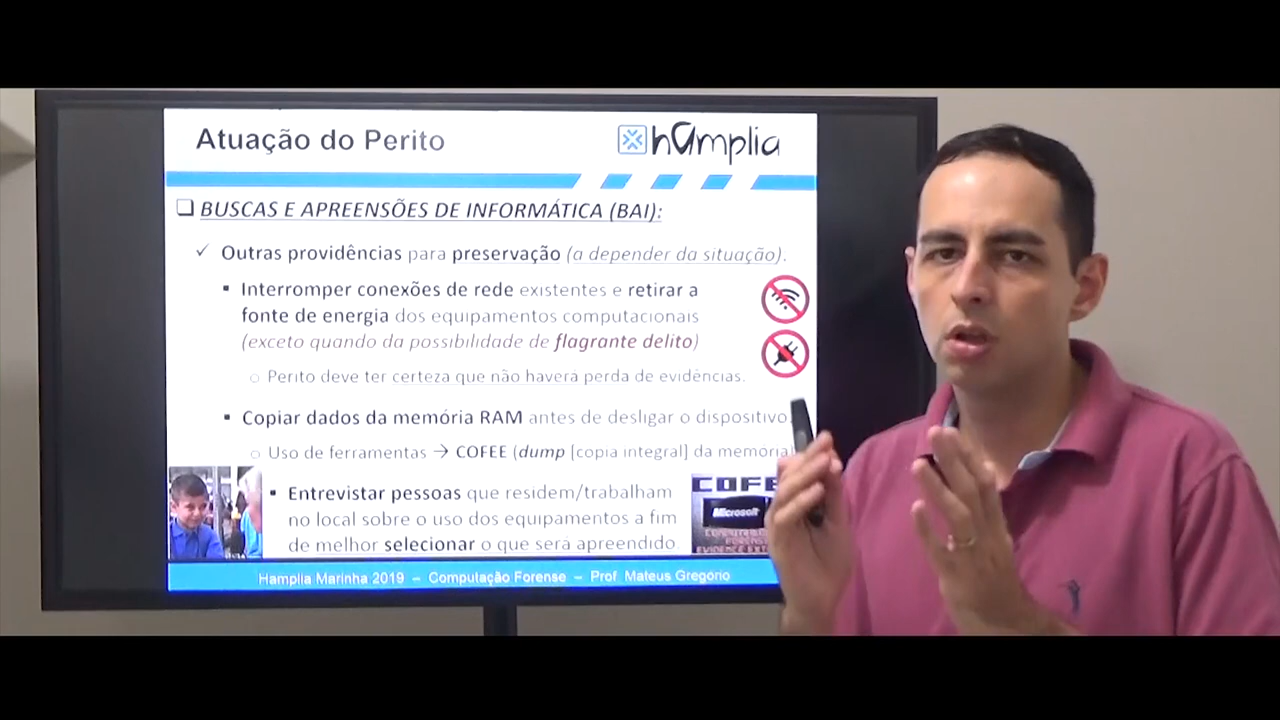 Atuação do Perito
hamplia
BUSCAS E APREENSÕES DE INFORMÁTICA (BAI):
Outras providências para preservação (a depender da situação):
Interromper conexões de rede existentes e retirar a
fonte de energia dos equipamentos computacionais
(exceto quando da possibilidade de flagrante delito)
Perito deve ter certeza que não haverá perda de evidências.
Copiar dados da memória RAM antes de desligar o dispositivo.
Uso de ferramentas → COFEE (dump [cópia integral] da memória)
Entrevistar pessoas que residem/trabalham
no local sobre o uso dos equipamentos a fim
de melhor selecionar o que será apreendido
Microsoft
Hamplia Marinha 2019 – Computação Forense – Prof Mateus Gregório